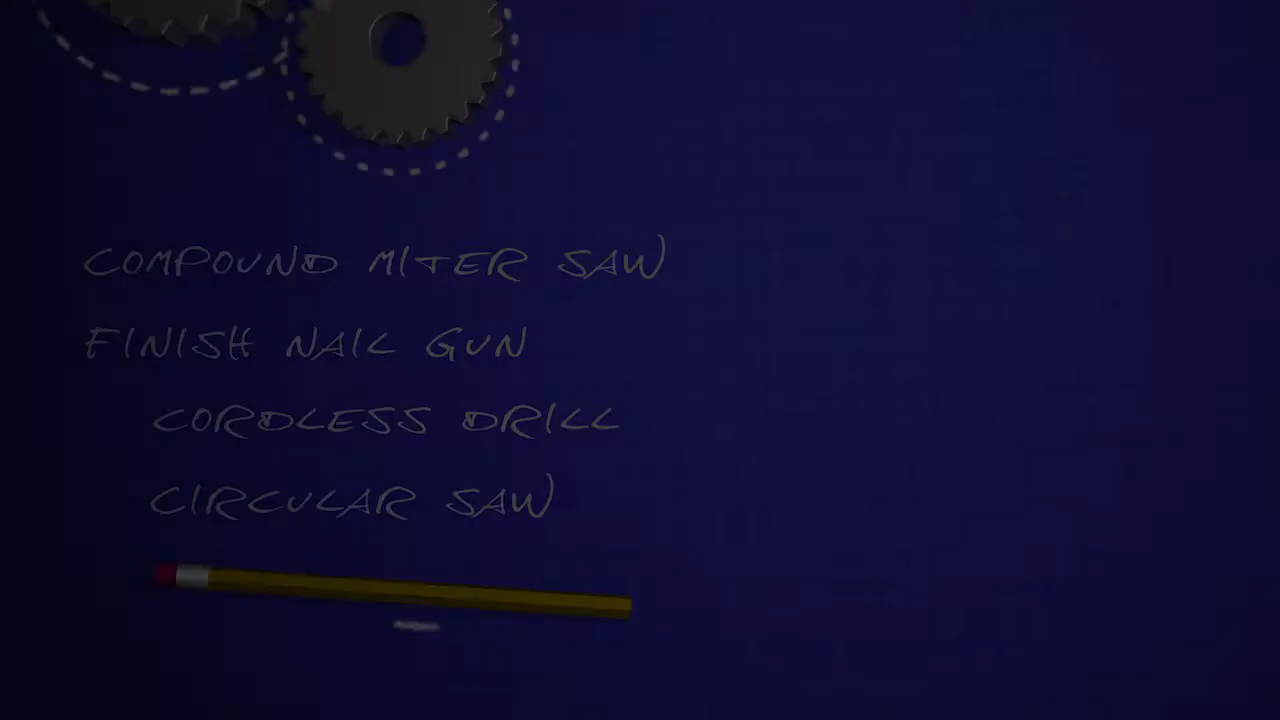 COMPOUND MITER SAW
FINISH NAIL GUN
CORDLESS DRILL
CIRCULAR SAW